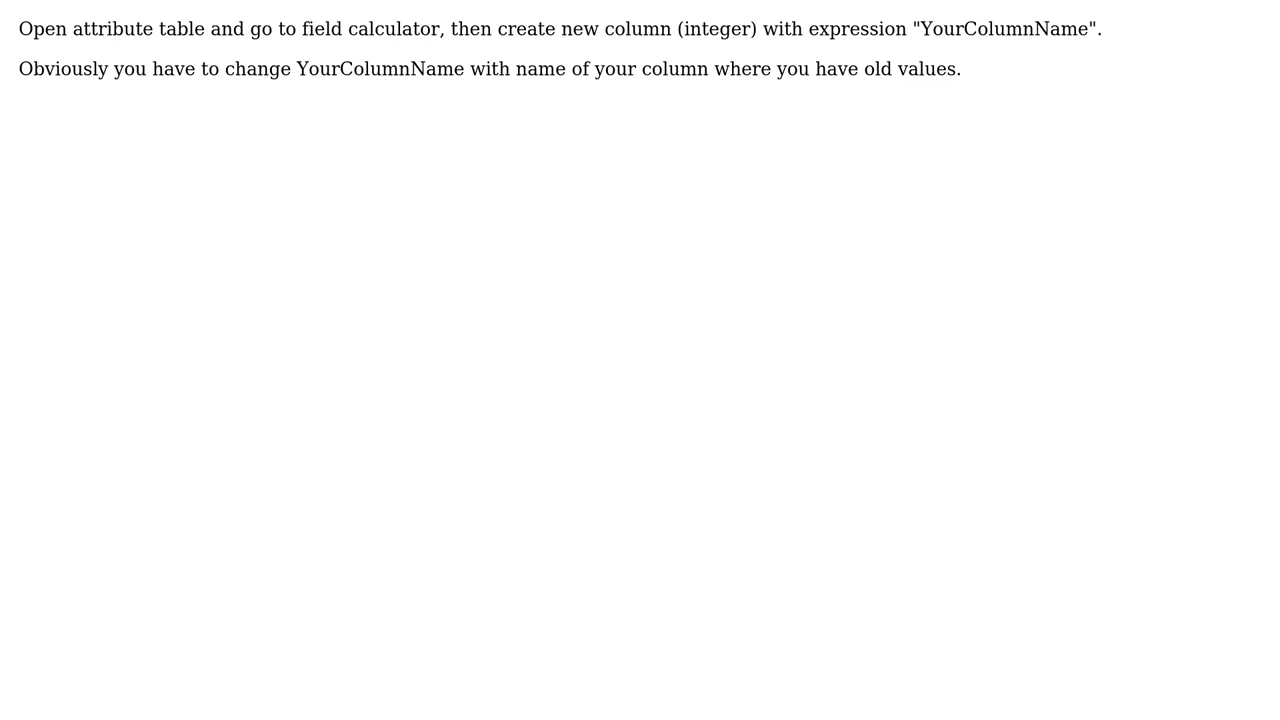 Open attribute table and go to field calculator, then create new column (integer) with expression "YourColumnName".
Obviously you have to change YourColumnName with name of your column where you have old values.